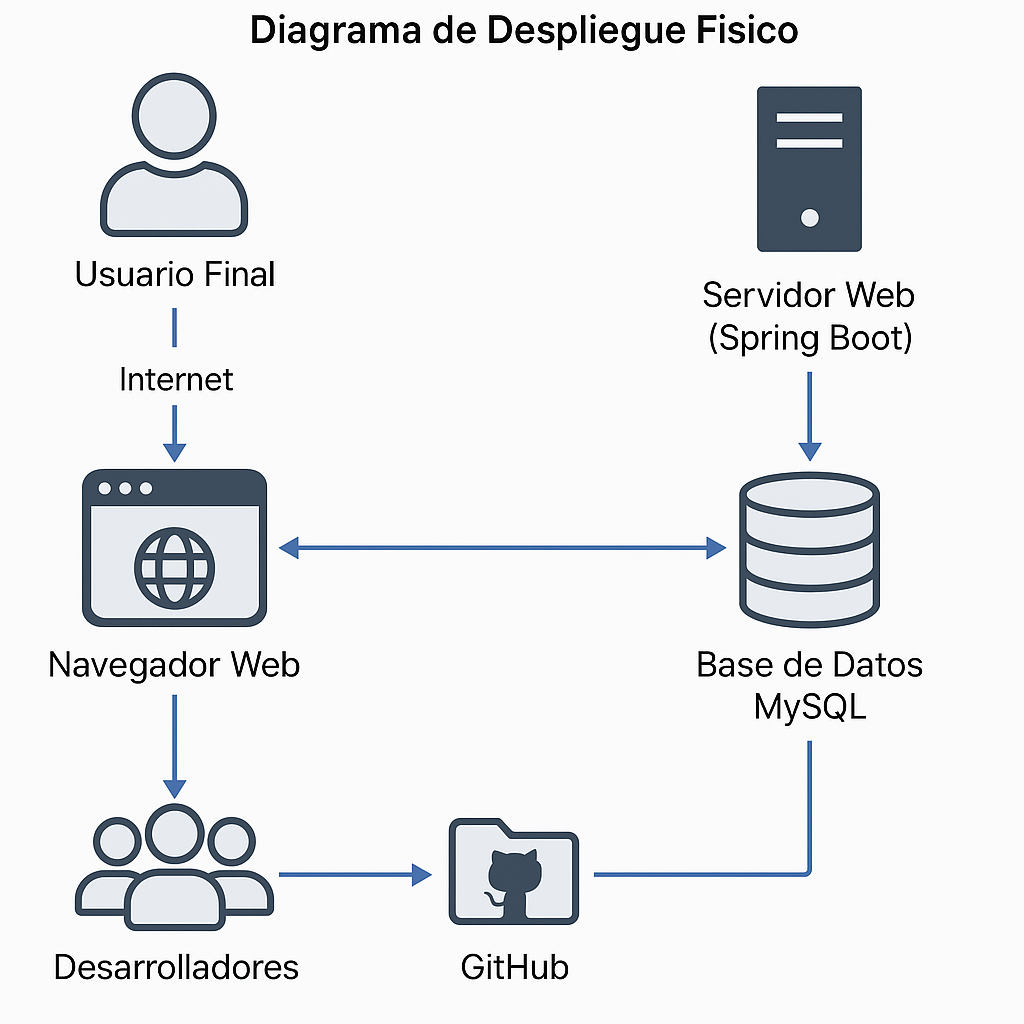 Diagrama de Despliegue Fisico
Usuario Final
Servidor Web
(Spring Boot)
Internet
Navegador Web
Base de Datos
MySQL
Desarrolladores
GitHub